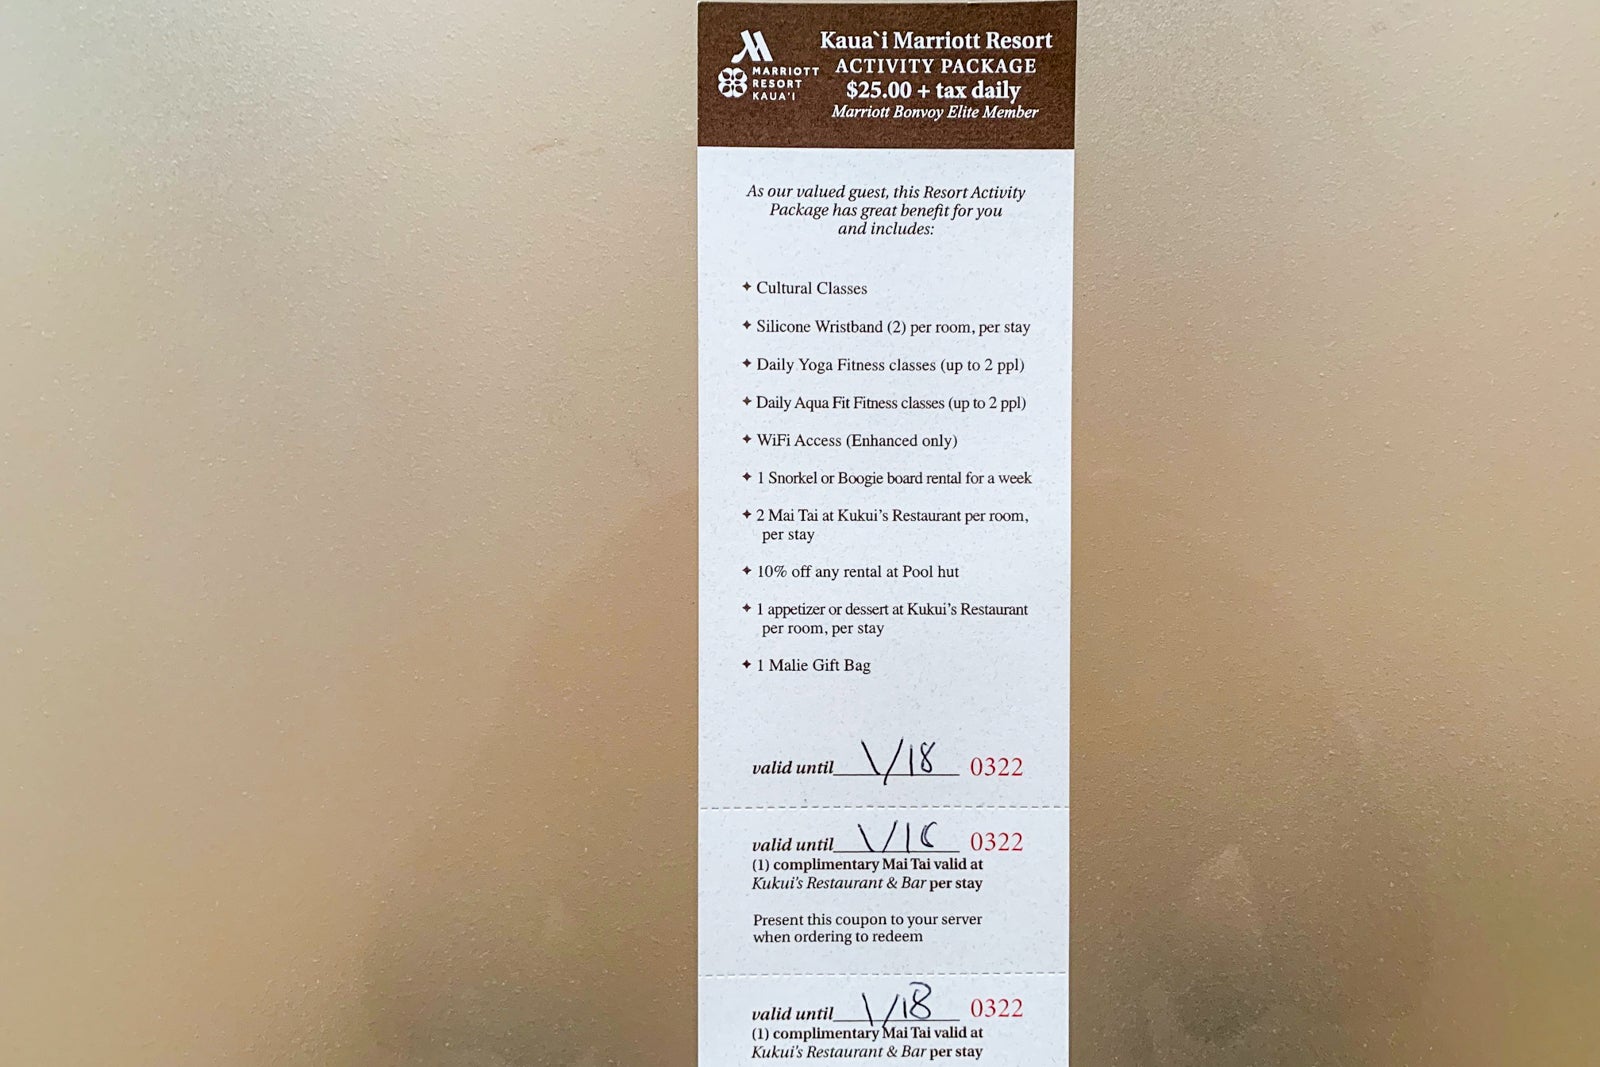 MARRIOTT
RESORT
KAUA'I
Kaua`i Marriott Resort
ACTIVITY PACKAGE
$25.00 + tax daily
Marriott Bonvoy Elite Member
As our valued guest, this Resort Activity
Package has great benefit for you
and includes:
✦ Cultural Classes
✦ Silicone Wristband (2) per room, per stay
✦ Daily Yoga Fitness classes (up to 2 ppl)
✦ Daily Aqua Fit Fitness classes (up to 2 ppl)
✦ WiFi Access (Enhanced only)
✦ 1 Snorkel or Boogie board rental for a week
✦ 2 Mai Tai at Kukui’s Restaurant per room,
per stay
✦ 10% off any rental at Pool hut
✦ 1 appetizer or dessert at Kukui’s Restaurant
per room, per stay
✦ 1 Malie Gift Bag
valid until 1/18 0322
valid until 1/18 0322
(1) complimentary Mai Tai valid at
Kukui’s Restaurant & Bar per stay
Present this coupon to your server
when ordering to redeem
valid until 1/18 0322
(1) complimentary Mai Tai valid at
Kukui’s Restaurant & Bar per stay